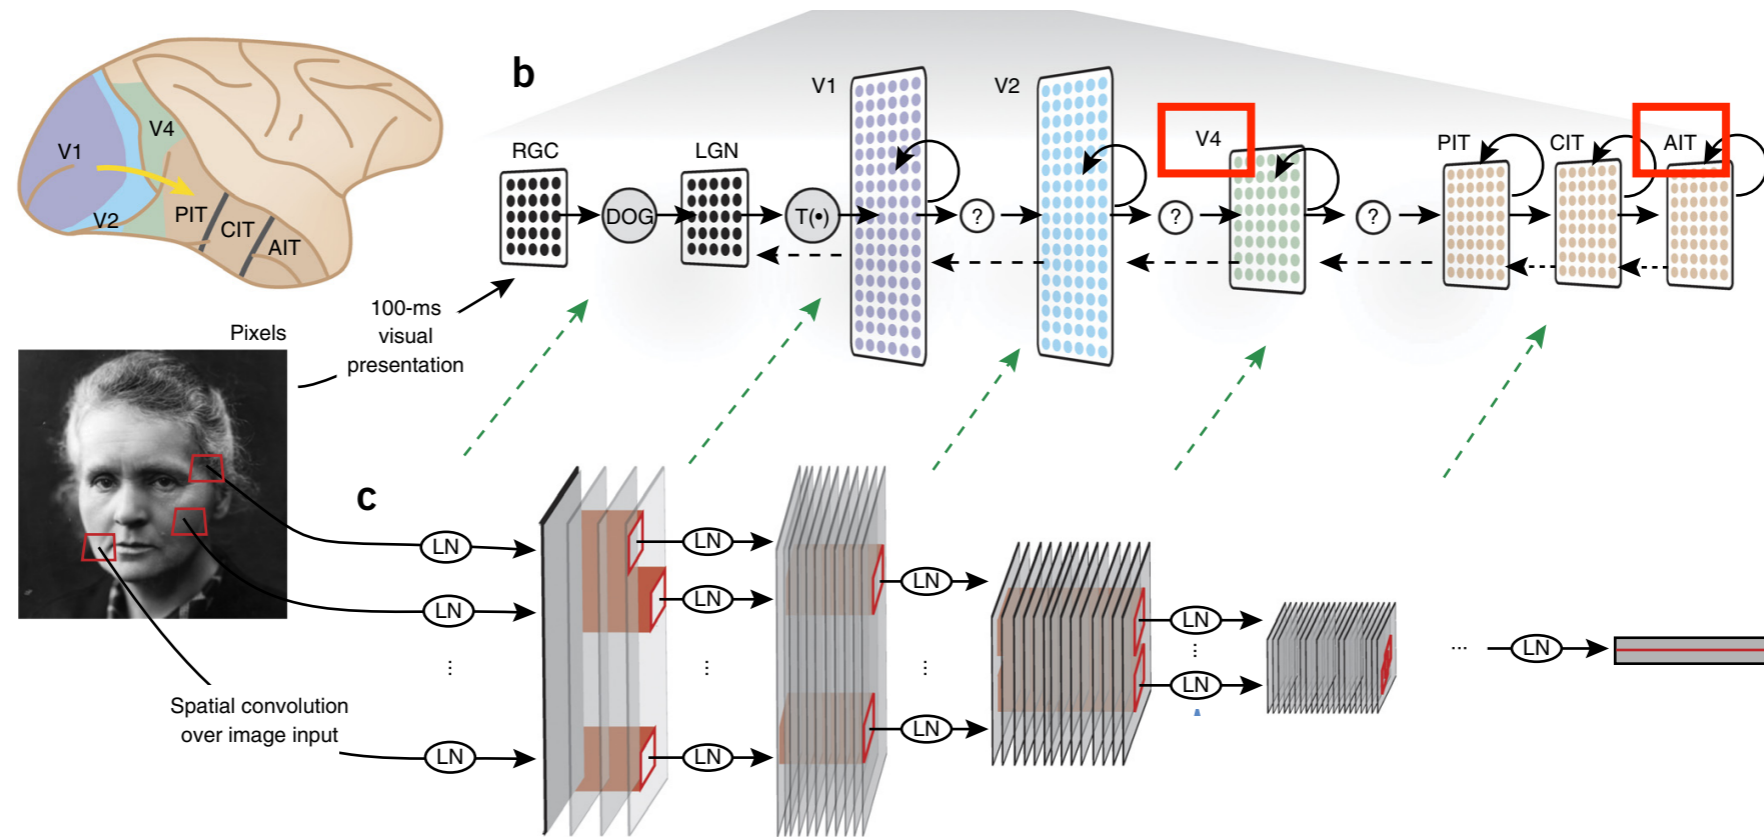 b
V1
V2
V4
PIT
CIT
AIT
RGC
LGN
DOG
T(•)
?
?
?
V4
V1
V2
PIT
CIT
AIT
100-ms
visual
presentation
Pixels
c
LN
LN
LN
LN
LN
LN
...
...
...
...
...
LN
LN
LN
LN
LN
LN
Spatial convolution
over image input